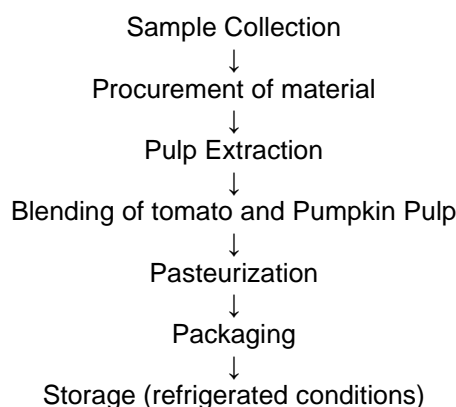 Sample Collection
↓
Procurement of material
↓
Pulp Extraction
↓
Blending of tomato and Pumpkin Pulp
↓
Pasteurization
↓
Packaging
↓
Storage (refrigerated conditions)